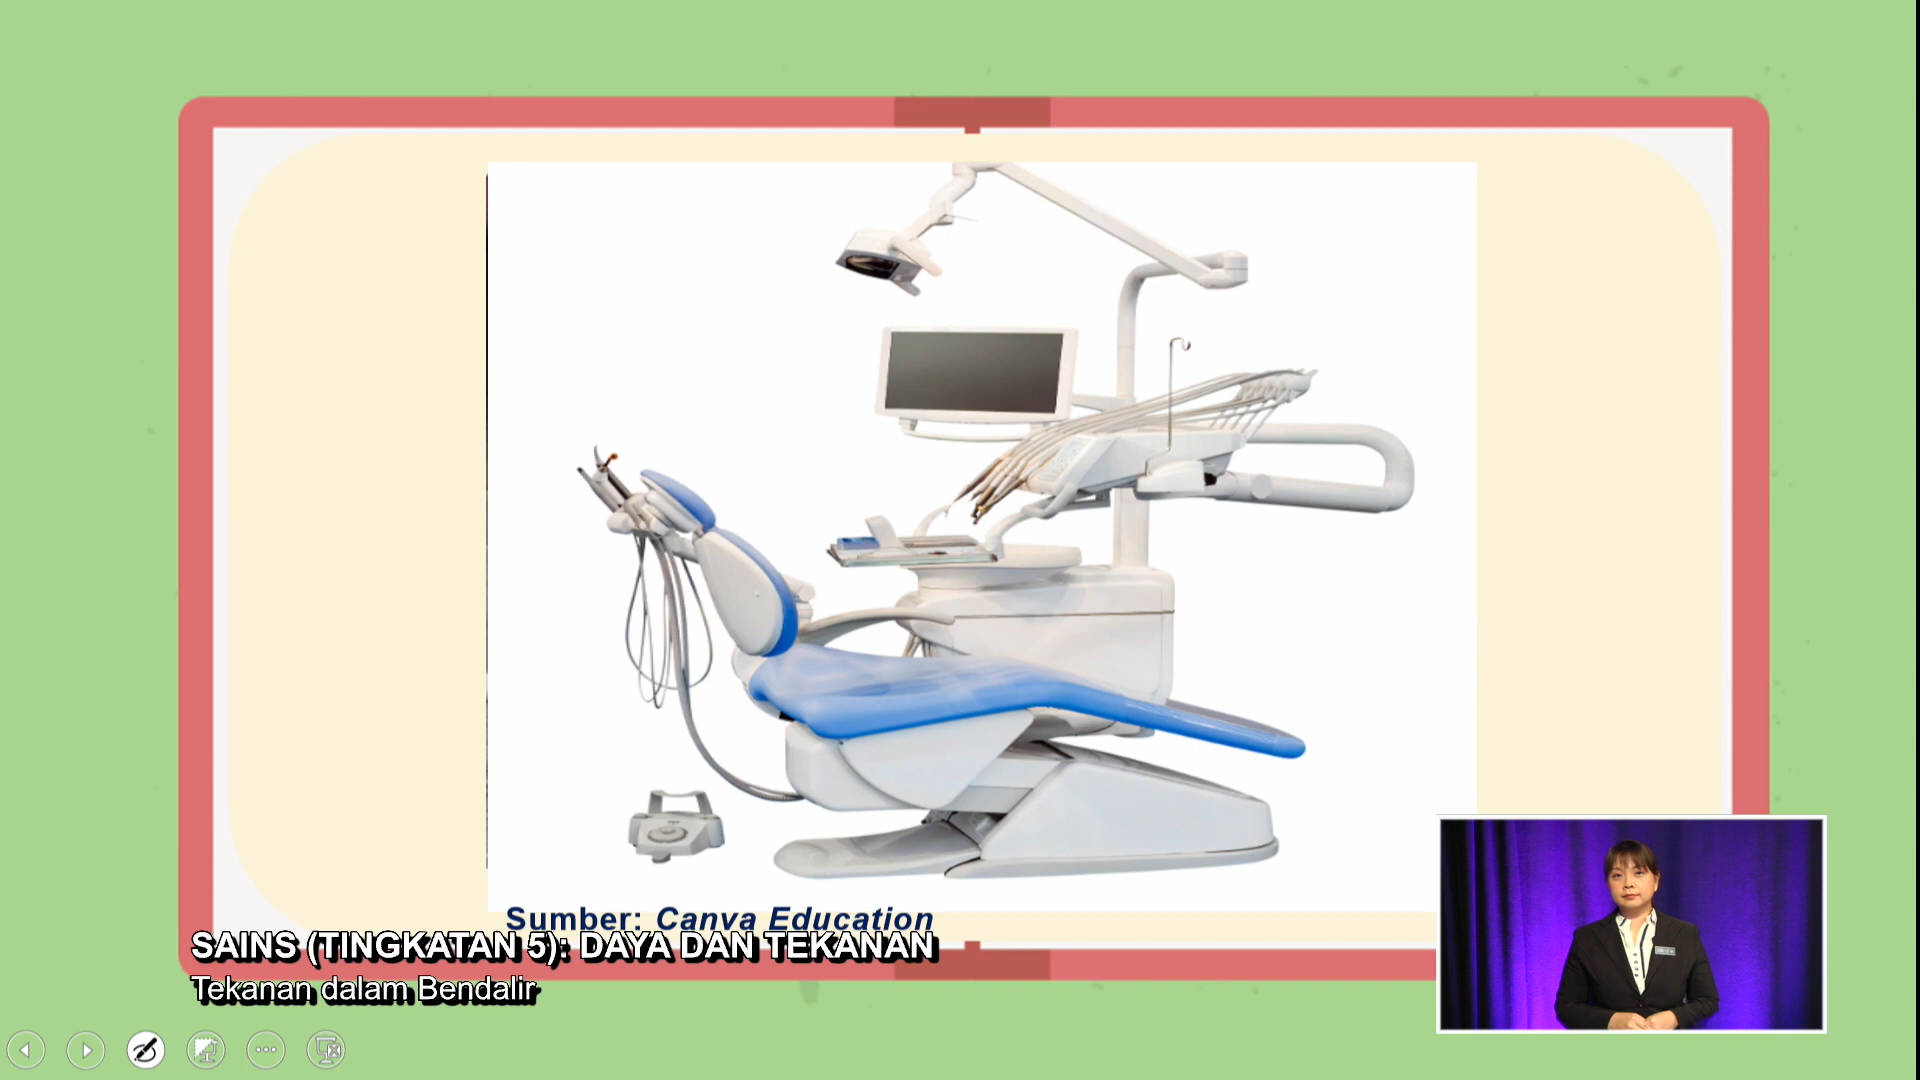 Sumber: Canva Education
SAINS (TINGKATAN 5): DAYA DAN TEKANAN
Tekanan dalam Bendalir